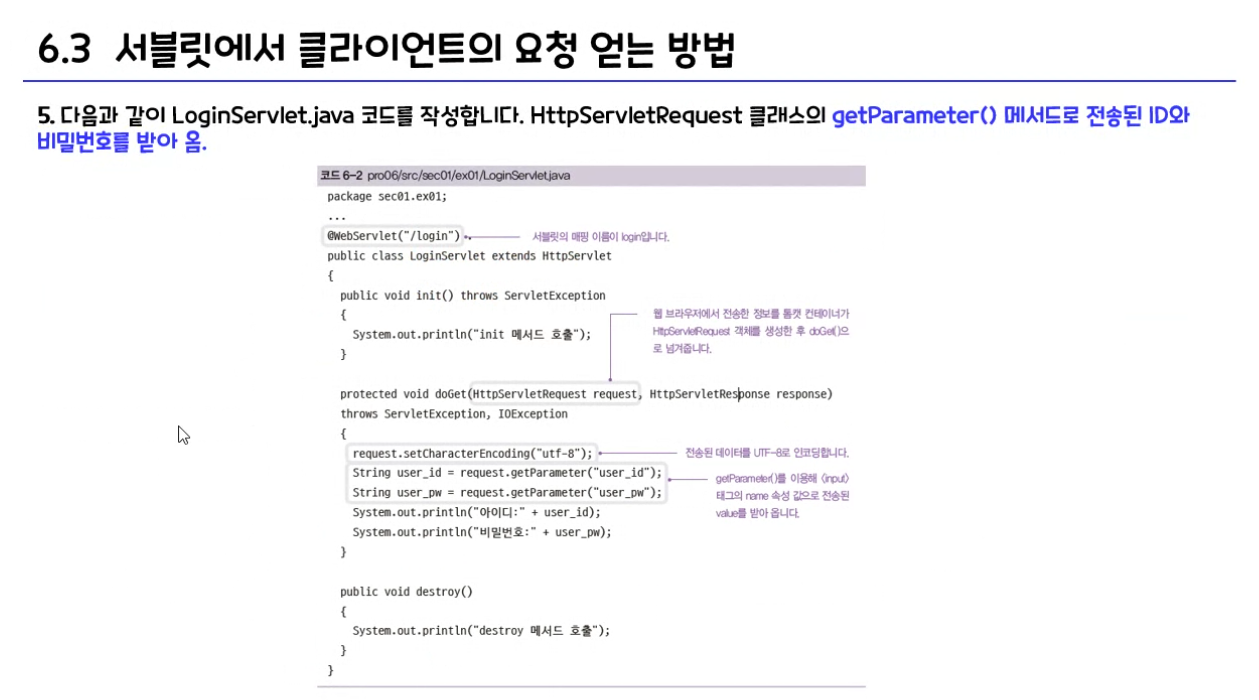 6.3 서블릿에서 클라이언트의 요청 얻는 방법
5. 다음과 같이 LoginServlet.java 코드를 작성합니다. HttpServletRequest 클래스의 getParameter() 메서드로 전송된 ID와
비밀번호를 받아 옴.
코드 6-2 pro06/src/sec01/ex01/LoginServlet.java
package sec01.ex01;
...
@WebServlet("/login") 서블릿의 매핑 이름이 login입니다.
public class LoginServlet extends HttpServlet
{
public void init() throws ServletException
{
System.out.println("init 메서드 호출");
}
웹 브라우저에서 전송한 정보를 톰캣 컨테이너가
HttpServletRequest 객체를 생성한 후 doGet()으
로 넘겨줍니다.
protected void doGet(HttpServletRequest request, HttpServletResponse response)
throws ServletException, IOException
{
request.setCharacterEncoding("utf-8"); 전송된 데이터를 UTF-8로 인코딩합니다.
String user_id = request.getParameter("user_id");
String user_pw = request.getParameter("user_pw");
getParameter()를 이용해 <input>
태그의 name 속성 값으로 전송된
value를 받아 옵니다.
System.out.println("아이디:" + user_id);
System.out.println("비밀번호:" + user_pw);
}
public void destroy()
{
System.out.println("destroy 메서드 호출");
}
}